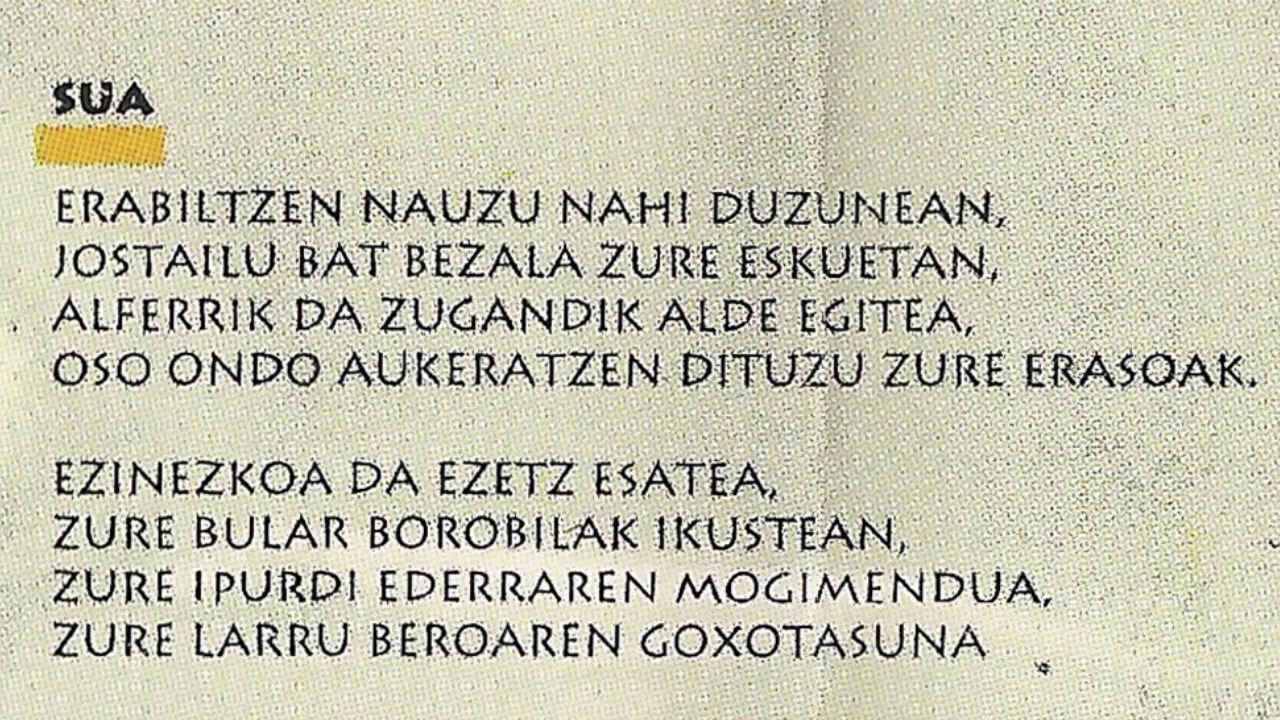 SUA
ERABILTZEN NAUZU NAHI DUZUNEAN,
JOSTAILU BAT BEZALA ZURE ESKUETAN,
ALFERRIK DA ZUGANDIK ALDE EGITEA,
OSO ONDO AUKERATZEN DITUZU ZURE ERASOAK.
EZINEZKOA DA EZETZ ESATEA,
ZURE BULAR BOROBILAK IKUSTEAN,
ZURE IPURDI EDERRAREN MOGIMENDUA,
ZURE LARRU BEROAREN GOXOTASUNA